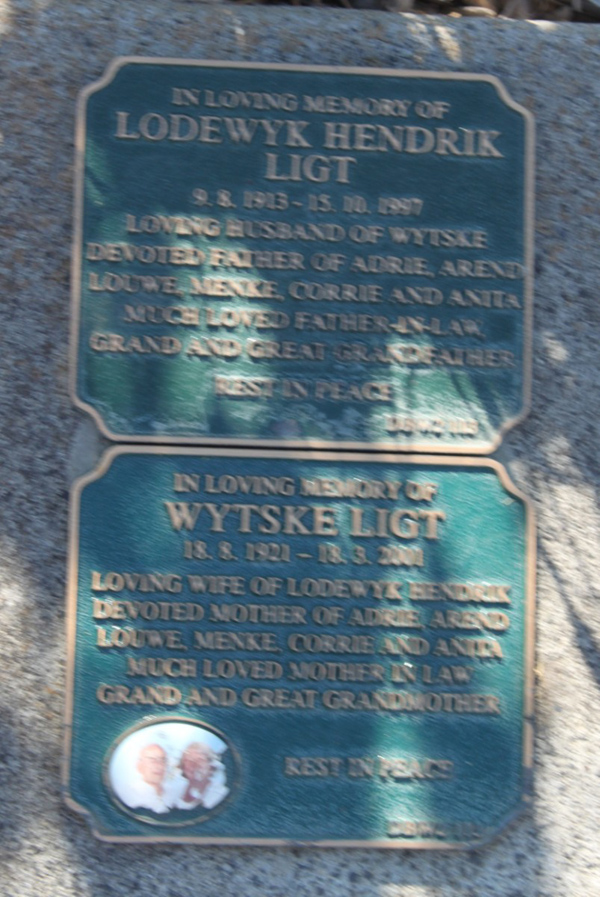 IN LOVING MEMORY OF
LODEWYK HENDRIK
LIGT
9. 8. 1913 - 15. 10. 1997
LOVING HUSBAND OF WYTSKE
DEVOTED FATHER OF ADRIE, AREND
LOUWE, MENKE, CORRIE AND ANITA
MUCH LOVED FATHER-IN-LAW,
GRAND AND GREAT GRANDFATHER
REST IN PEACE
IN LOVING MEMORY OF
WYTSKE LIGT
18. 8. 1921 - 18. 3. 2001
LOVING WIFE OF LODEWYK HENDRIK
DEVOTED MOTHER OF ADRIE, AREND
LOUWE, MENKE, CORRIE AND ANITA
MUCH LOVED MOTHER IN LAW
GRAND AND GREAT GRANDMOTHER
REST IN PEACE